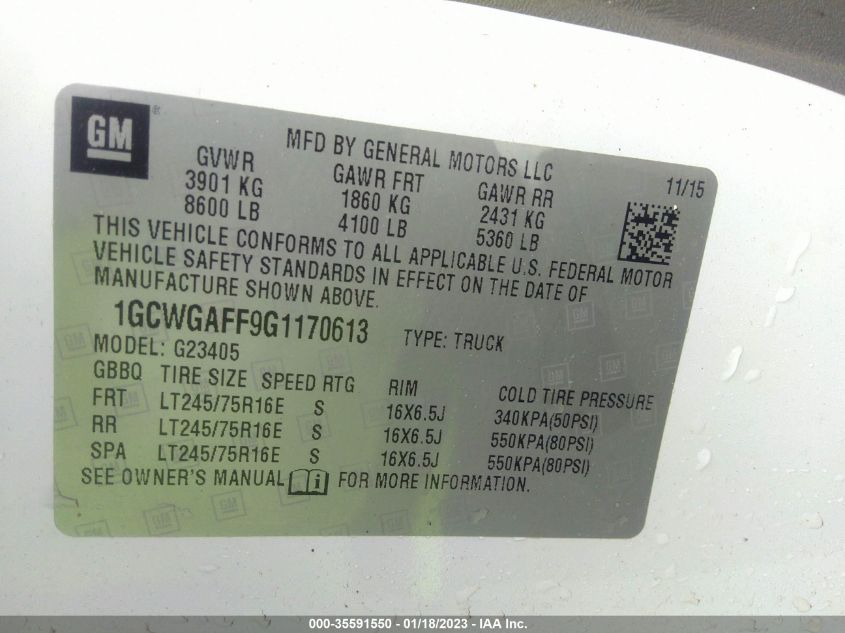 GM
MFD BY GENERAL MOTORS LLC
11/15
GVWR GAWR FRT GAWR RR
3901 KG 1860 KG 2431 KG
8600 LB 4100 LB 5360 LB
THIS VEHICLE CONFORMS TO ALL APPLICABLE U.S. FEDERAL MOTOR
VEHICLE SAFETY STANDARDS IN EFFECT ON THE DATE OF
MANUFACTURE SHOWN ABOVE.
1GCWGAFF9G1170613 TYPE: TRUCK
MODEL: G23405
GBBQ TIRE SIZE SPEED RTG RIM COLD TIRE PRESSURE
FRT LT245/75R16E S 16X6.5J 340KPA(50PSI)
RR LT245/75R16E S 16X6.5J 550KPA(80PSI)
SPA LT245/75R16E S 16X6.5J 550KPA(80PSI)
SEE OWNER'S MANUAL i FOR MORE INFORMATION.
000-35591550 / 01/18/2023 - IAA Inc.